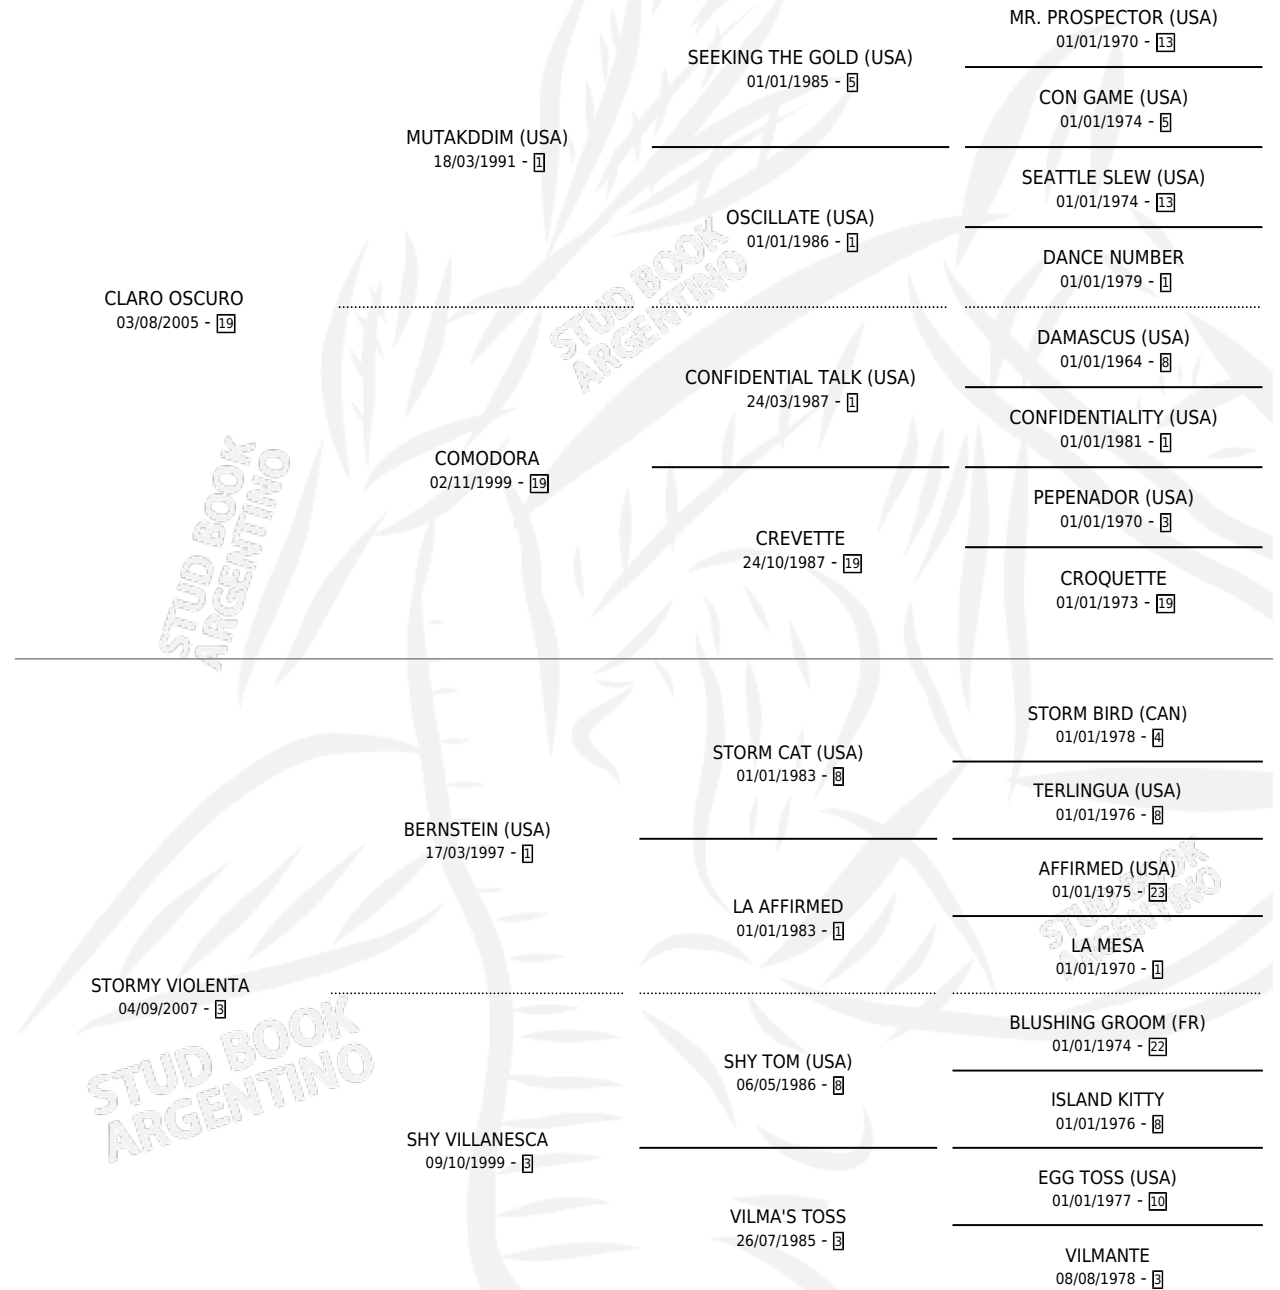 CLARO OSCURO
03/08/2005 - 19
MUTAKDDIM (USA)
18/03/1991 - 1
SEEKING THE GOLD (USA)
01/01/1985 - 5
MR. PROSPECTOR (USA)
01/01/1970 - 13
CON GAME (USA)
01/01/1974 - 5
OSCILLATE (USA)
01/01/1986 - 1
SEATTLE SLEW (USA)
01/01/1974 - 13
DANCE NUMBER
01/01/1979 - 1
COMODORA
02/11/1999 - 19
CONFIDENTIAL TALK (USA)
24/03/1987 - 1
DAMASCUS (USA)
01/01/1964 - 8
CONFIDENTIALITY (USA)
01/01/1981 - 1
CREVETTE
24/10/1987 - 19
PEPENADOR (USA)
01/01/1970 - 3
CROQUETTE
01/01/1973 - 19
STORMY VIOLENTA
04/09/2007 - 3
BERNSTEIN (USA)
17/03/1997 - 1
STORM CAT (USA)
01/01/1983 - 8
STORM BIRD (CAN)
01/01/1978 - 4
TERLINGUA (USA)
01/01/1976 - 8
LA AFFIRMED
01/01/1983 - 1
AFFIRMED (USA)
01/01/1975 - 23
LA MESA
01/01/1970 - 1
SHY VILLANESCA
09/10/1999 - 3
SHY TOM (USA)
06/05/1986 - 8
BLUSHING GROOM (FR)
01/01/1974 - 22
ISLAND KITTY
01/01/1976 - 8
VILMA'S TOSS
26/07/1985 - 3
EGG TOSS (USA)
01/01/1977 - 10
VILMANTE
08/08/1978 - 3
STUD BOOK
ARGENTINO
STUD BOOK
ARGENTINO
STUD BOOK
ARGENTINO
STUD BOOK
ARGENTINO